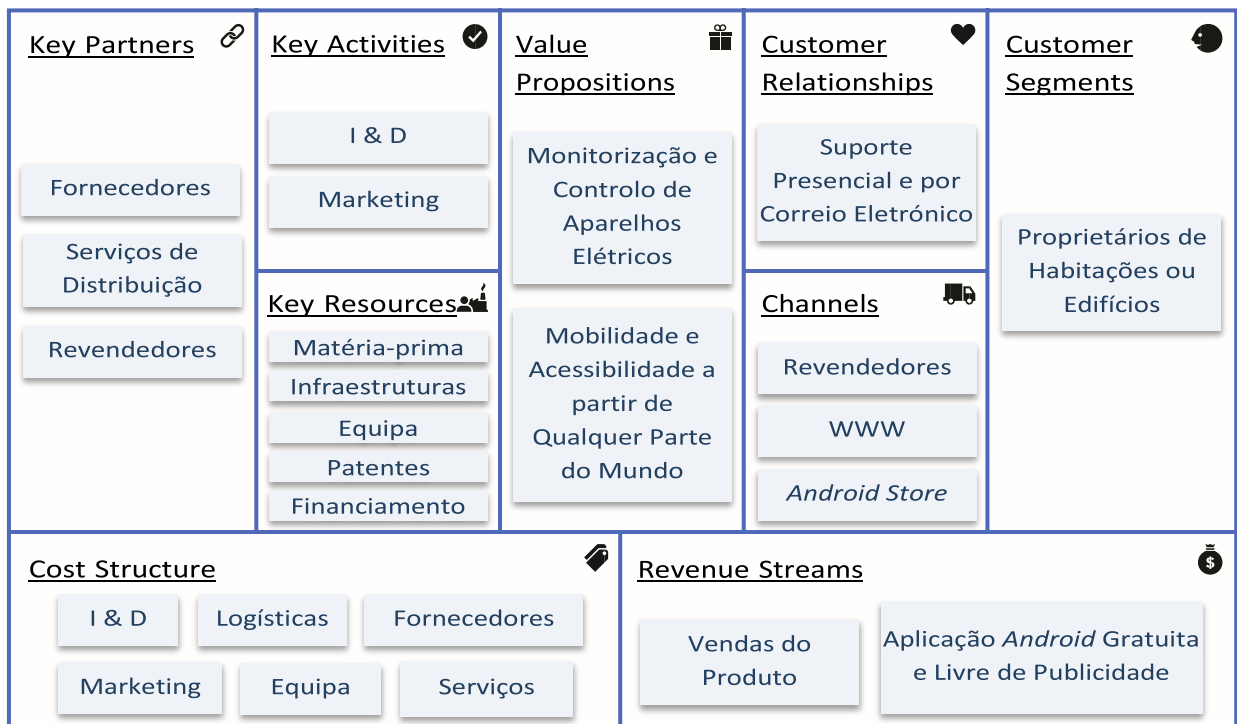 Key Partners
Fornecedores
Serviços de
Distribuição
Revendedores
Key Activities
I & D
Marketing
Key Resources
Matéria-prima
Infraestruturas
Equipa
Patentes
Financiamento
Value
Propositions
Monitorização e
Controlo de
Aparelhos
Elétricos
Mobilidade e
Acessibilidade a
partir de
Qualquer Parte
do Mundo
Customer
Relationships
Suporte
Presencial e por
Correio Eletrónico
Channels
Revendedores
WWW
Android Store
Customer
Segments
Proprietários de
Habitações ou
Edifícios
Cost Structure
I & D
Logísticas
Fornecedores
Marketing
Equipa
Serviços
Revenue Streams
Vendas do
Produto
Aplicação Android Gratuita
e Livre de Publicidade